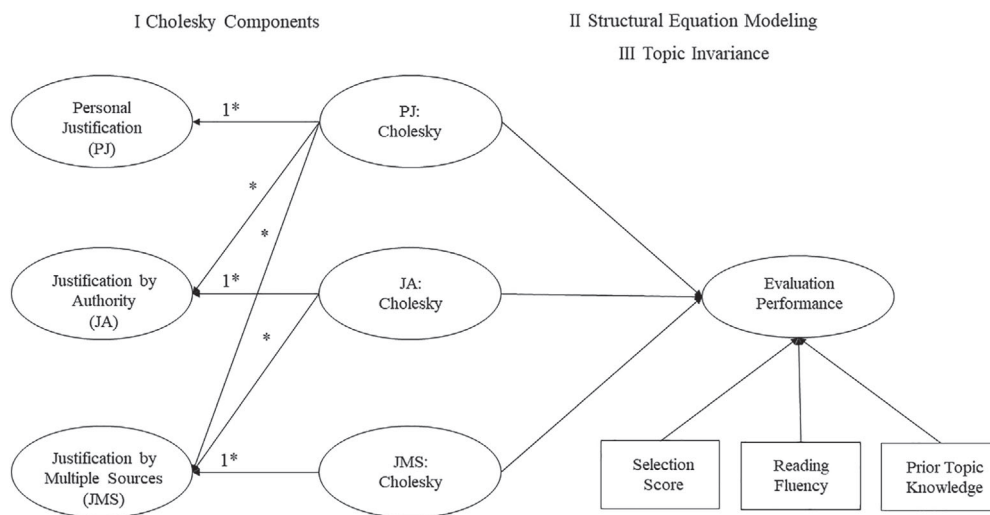 I Cholesky Components
II Structural Equation Modeling
III Topic Invariance
Personal
Justification
(PJ)
1*
PJ:
Cholesky
*
*
Justification by
Authority
(JA)
1*
JA:
Cholesky
Evaluation
Performance
*
Justification by
Multiple Sources
(JMS)
1*
JMS:
Cholesky
Selection
Score
Reading
Fluency
Prior Topic
Knowledge